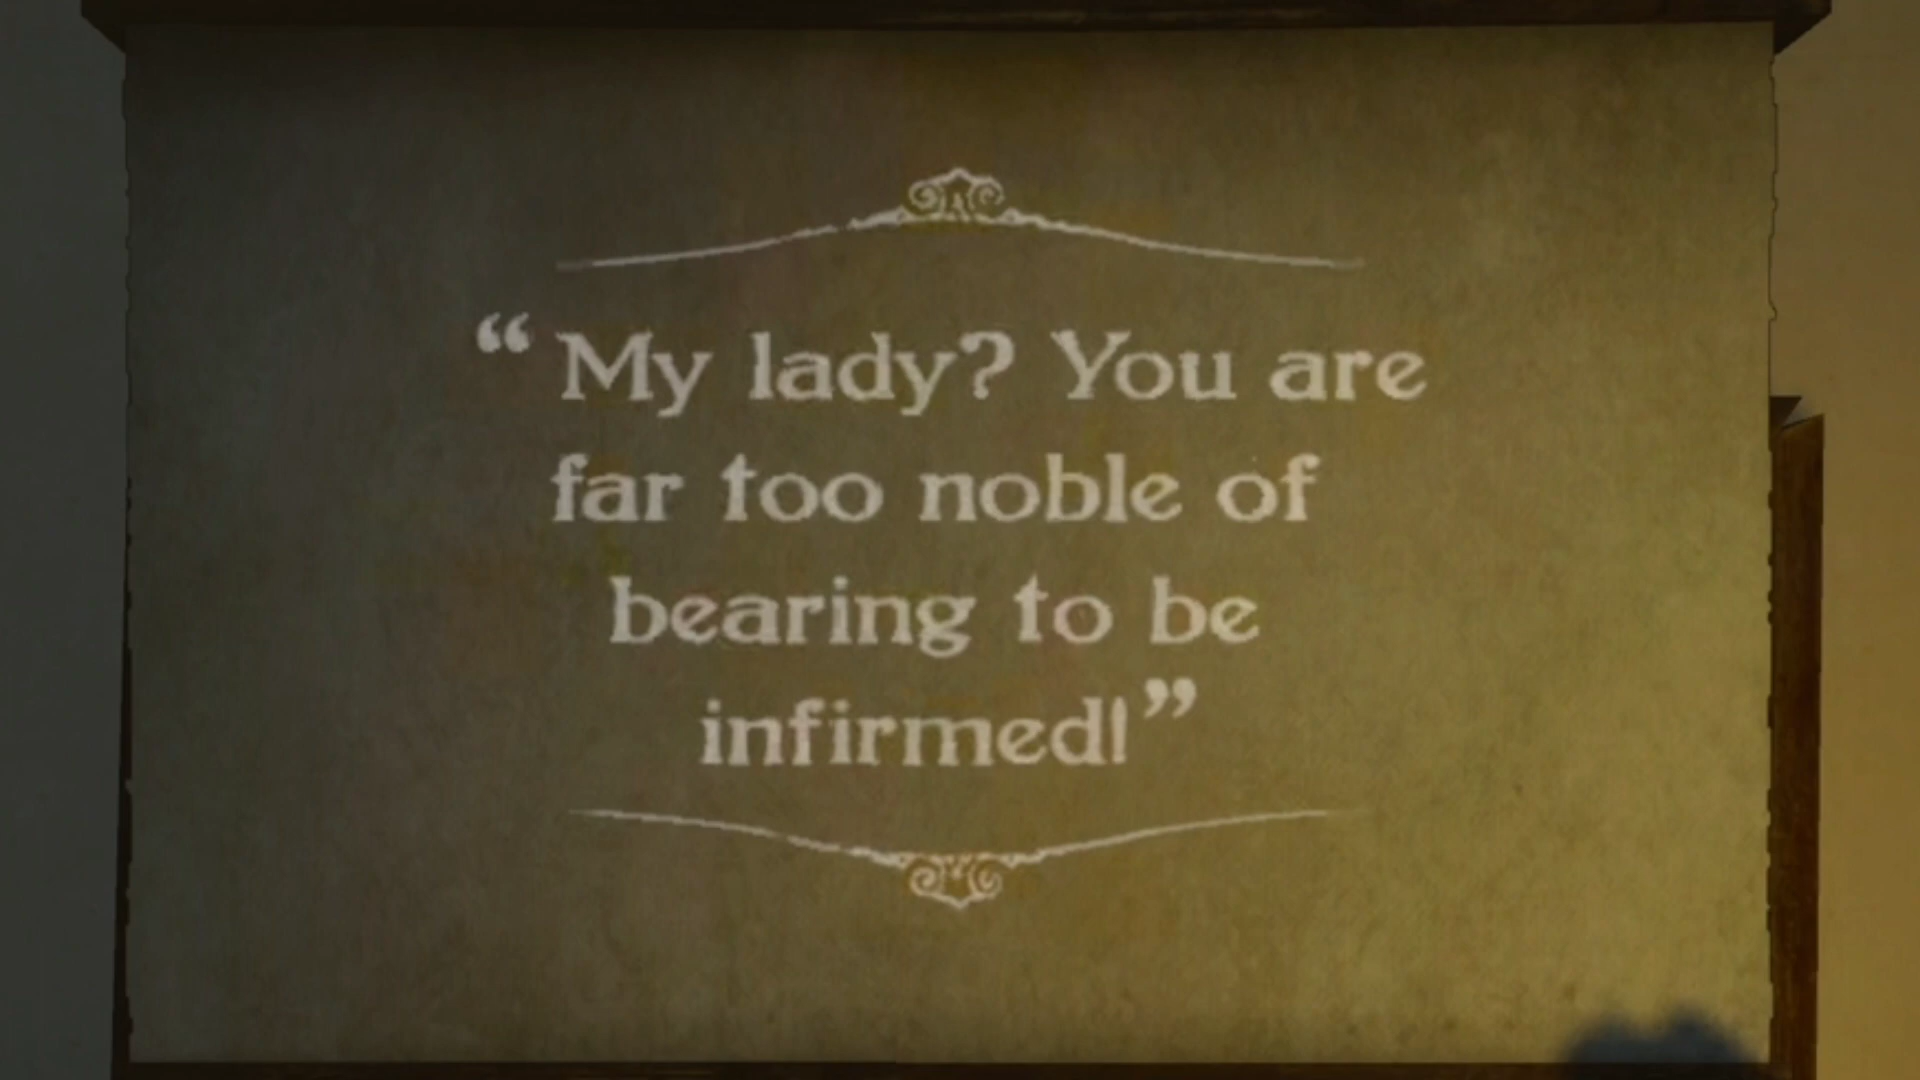 “My lady? You are
far too noble of
bearing to be
infirmed!”